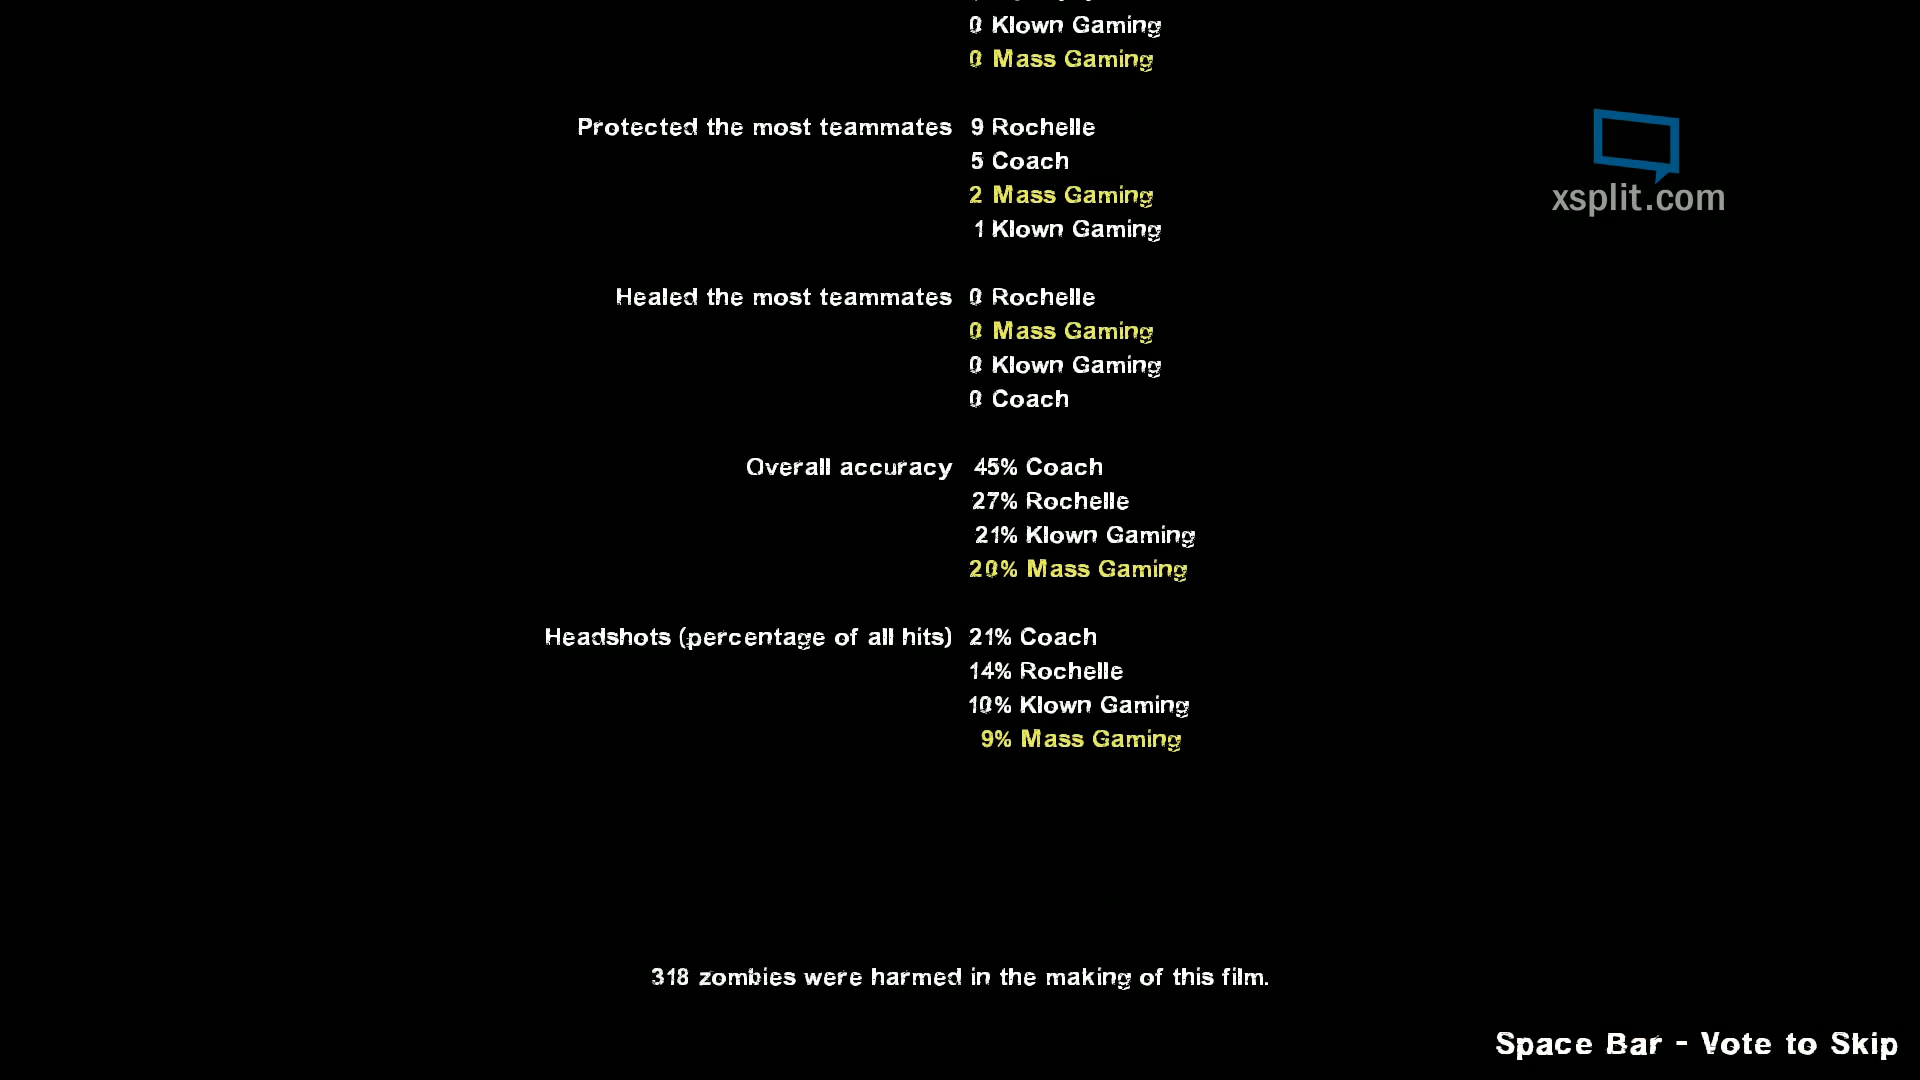 0 Klown Gaming
0 Mass Gaming
Protected the most teammates 9 Rochelle
5 Coach
2 Mass Gaming
1 Klown Gaming
Healed the most teammates 0 Rochelle
0 Mass Gaming
0 Klown Gaming
0 Coach
Overall accuracy 45% Coach
27% Rochelle
21% Klown Gaming
20% Mass Gaming
Headshots (percentage of all hits) 21% Coach
14% Rochelle
10% Klown Gaming
9% Mass Gaming
318 zombies were harmed in the making of this film.
Space Bar - Vote to Skip
xsplit.com